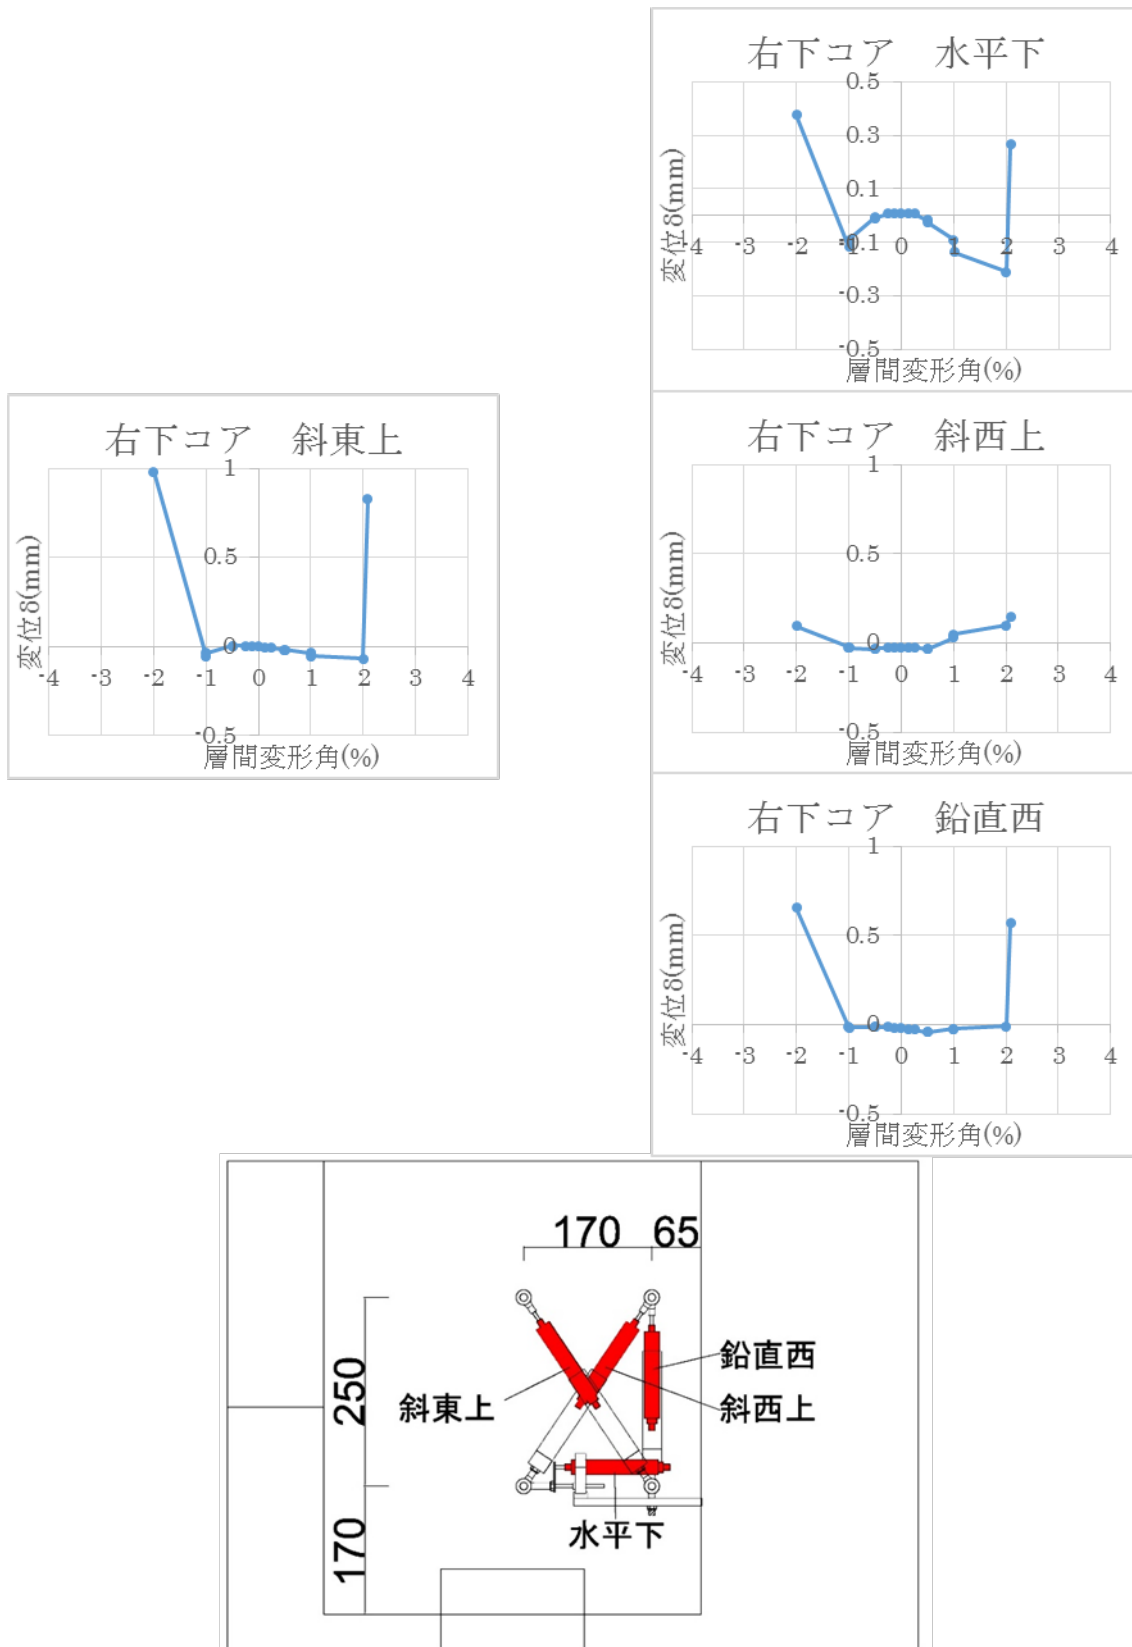 右下コア　水平下
0.5
0.3
0.1
-0.1
-0.3
-0.5
-4 -3 -2 -1 0 1 2 3 4
変位δ(mm)
層間変形角(%)
右下コア　斜東上
1
0.5
0
-0.5
-4 -3 -2 -1 0 1 2 3 4
変位δ(mm)
層間変形角(%)
右下コア　斜西上
1
0.5
0
-0.5
-4 -3 -2 -1 0 1 2 3 4
変位δ(mm)
層間変形角(%)
右下コア　鉛直西
1
0.5
0
-0.5
-4 -3 -2 -1 0 1 2 3 4
変位δ(mm)
層間変形角(%)
170 65
250
170
鉛直西
斜東上
斜西上
水平下